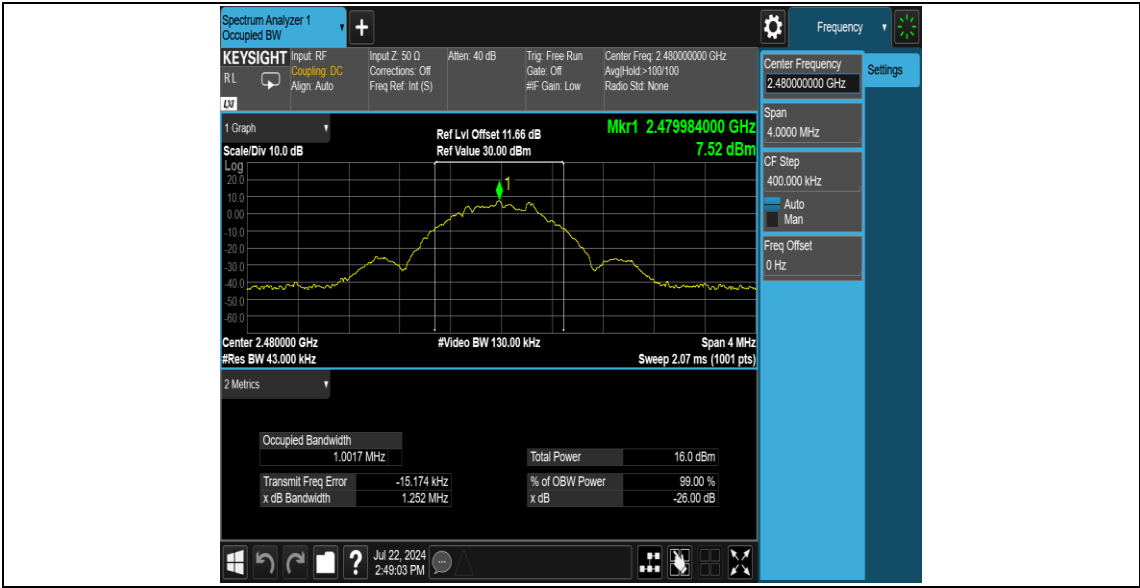 Spectrum Analyzer 1
Occupied BW
+
Frequency
KEYSIGHT
RL
LXI
Input: RF
Coupling: DC
Align: Auto
Input Z: 50 Ω
Corrections: Off
Freq Ref: Int (S)
Atten: 40 dB
Trig: Free Run
Gate: Off
#IF Gain: Low
Center Freq: 2.480000000 GHz
Avg|Hold:>100/100
Radio Std: None
Center Frequency
2.480000000 GHz
Settings
Span
4.0000 MHz
CF Step
400.000 kHz
Auto
Man
Freq Offset
0 Hz
1 Graph
Scale/Div 10.0 dB
Ref Lvl Offset 11.66 dB
Ref Value 30.00 dBm
Mkr1 2.479984000 GHz
7.52 dBm
Log
20.0
10.0
0.00
-10.0
-20.0
-30.0
-40.0
-50.0
-60.0
1
Center 2.480000 GHz
#Video BW 130.00 kHz
Span 4 MHz
#Res BW 43.000 kHz
Sweep 2.07 ms (1001 pts)
2 Metrics
Occupied Bandwidth
1.0017 MHz
Total Power 16.0 dBm
Transmit Freq Error -15.174 kHz
% of OBW Power 99.00 %
x dB Bandwidth 1.252 MHz
x dB -26.00 dB
?
Jul 22, 2024
2:49:03 PM